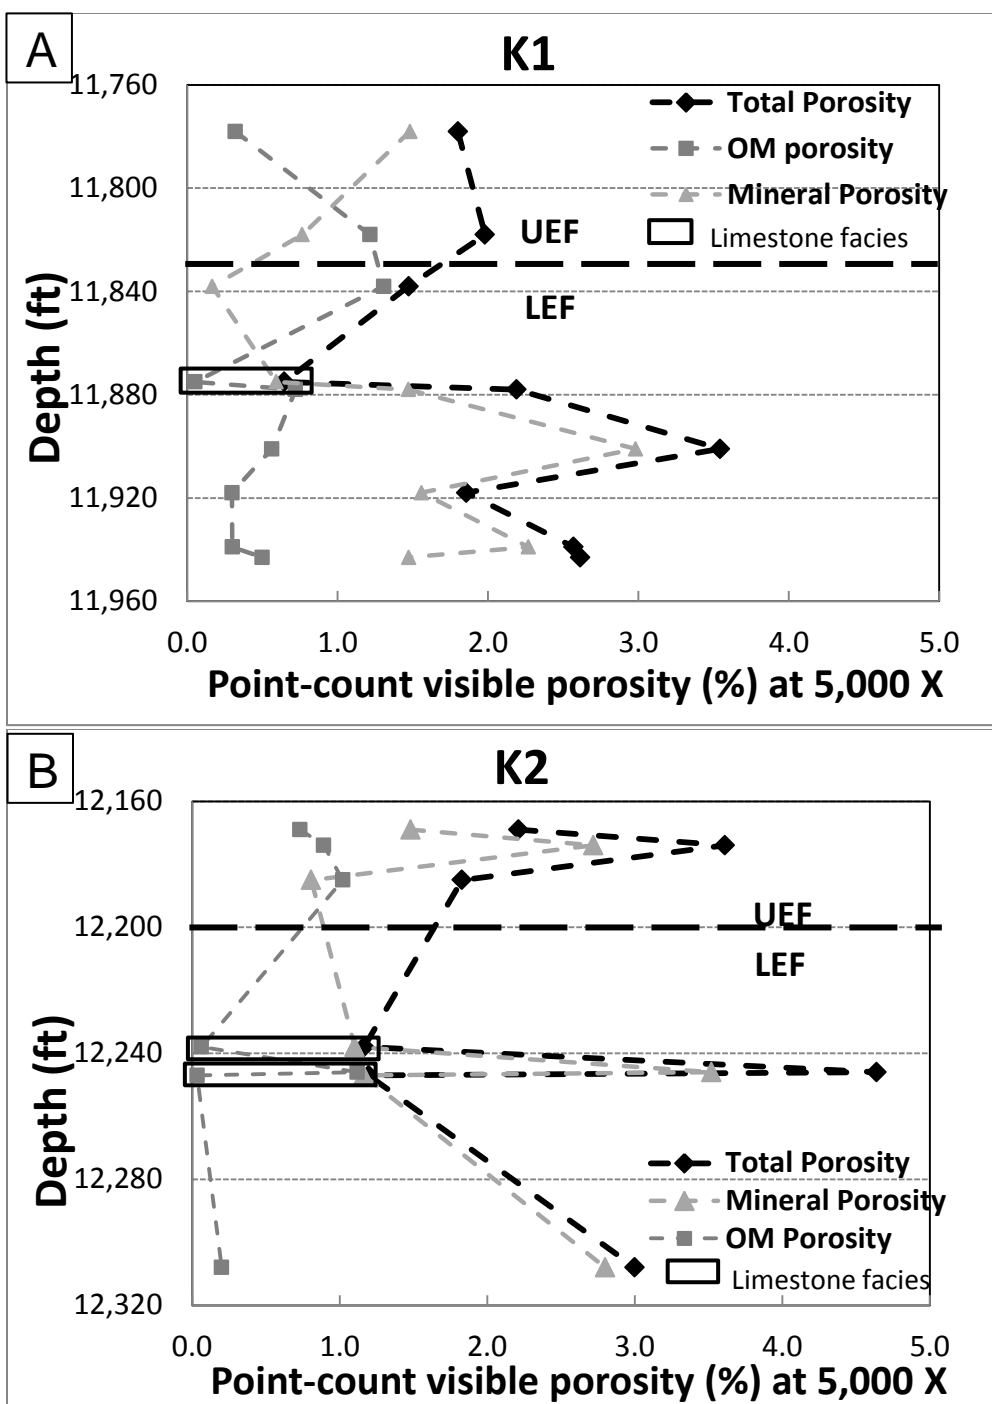 A
K1
11,760
11,800
11,840
11,880
11,920
11,960
Depth (ft)
Total Porosity
OM porosity
Mineral Porosity
Limestone facies
UEF
LEF
0.0 1.0 2.0 3.0 4.0 5.0
Point-count visible porosity (%) at 5,000 X
B
K2
12,160
12,200
12,240
12,280
12,320
Depth (ft)
UEF
LEF
Total Porosity
Mineral Porosity
OM Porosity
Limestone facies
0.0 1.0 2.0 3.0 4.0 5.0
Point-count visible porosity (%) at 5,000 X